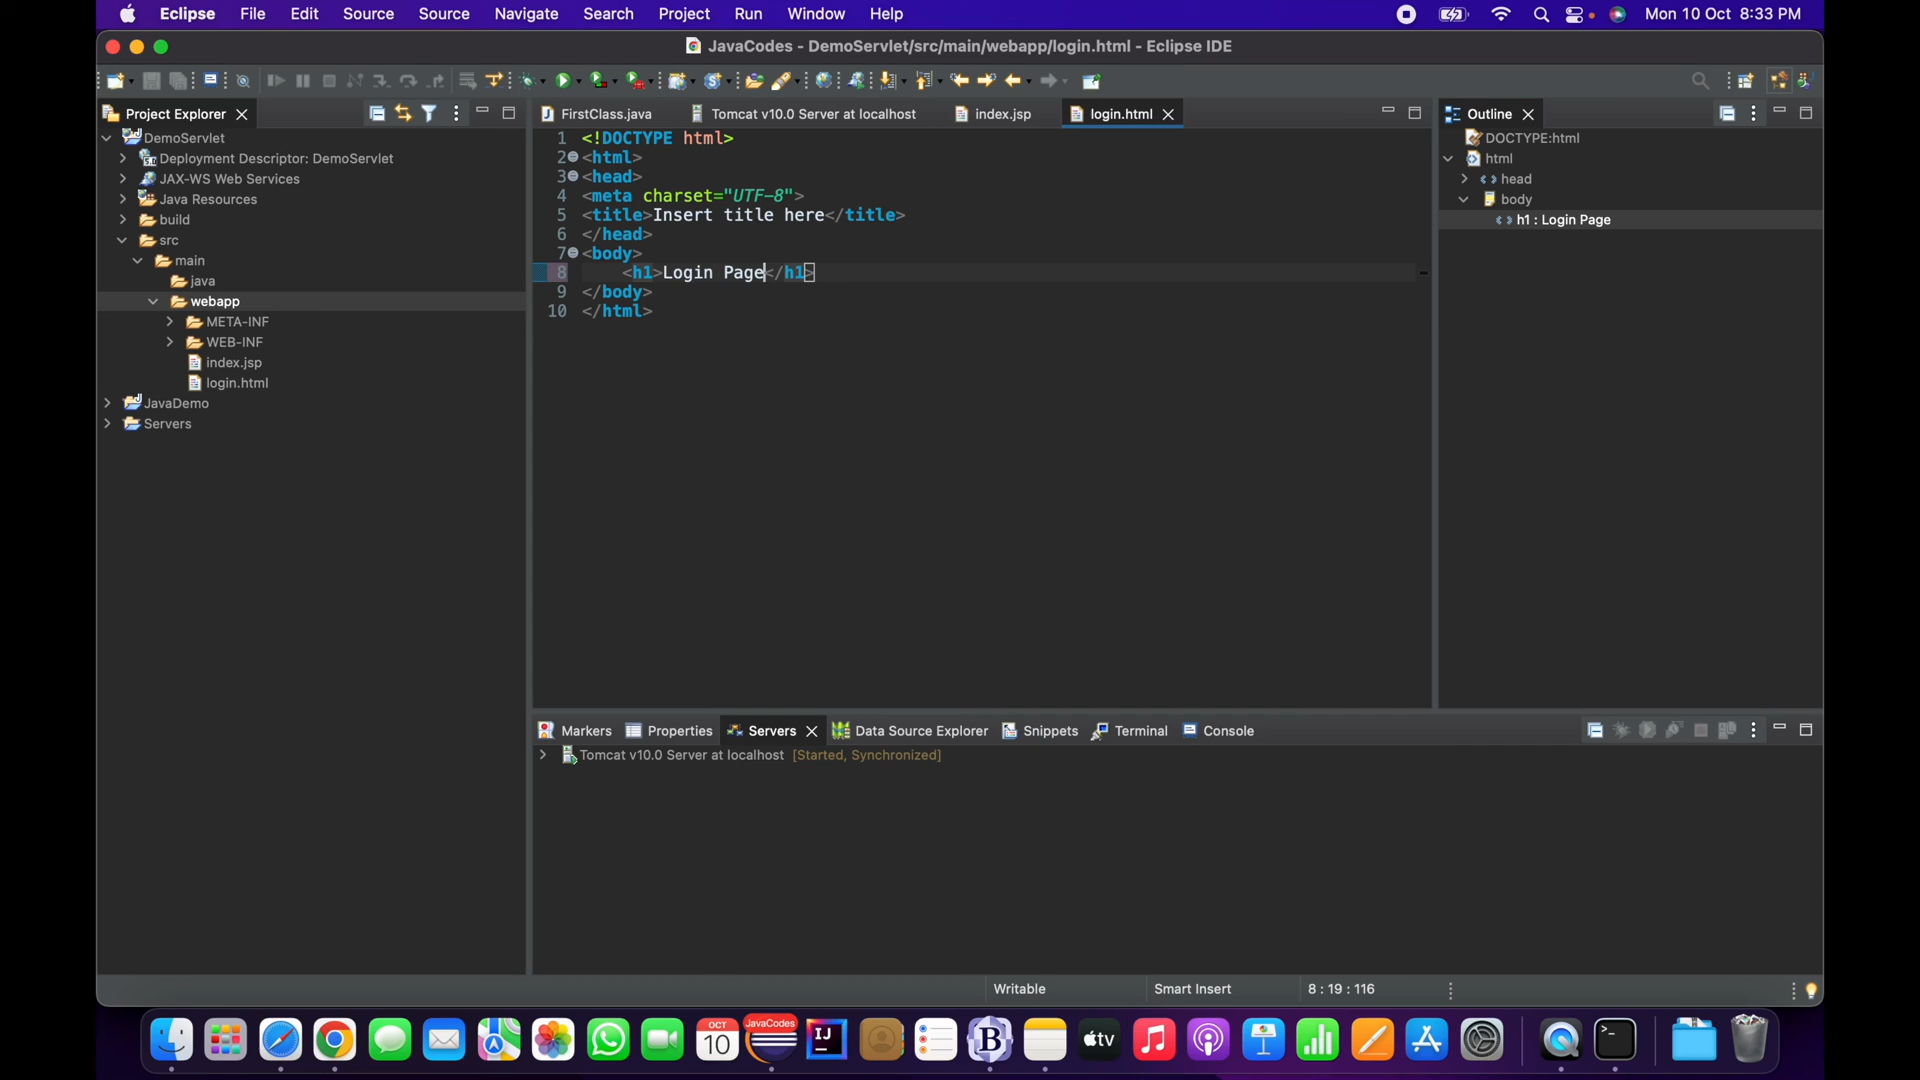 Eclipse File Edit Source Source Navigate Search Project Run Window Help Mon 10 Oct 8:33 PM
JavaCodes - DemoServlet/src/main/webapp/login.html - Eclipse IDE
Project Explorer
DemoServlet
Deployment Descriptor: DemoServlet
JAX-WS Web Services
Java Resources
build
src
main
java
webapp
META-INF
WEB-INF
index.jsp
login.html
JavaDemo
Servers
FirstClass.java Tomcat v10.0 Server at localhost index.jsp login.html
1 <!DOCTYPE html>
2 <html>
3 <head>
4 <meta charset="UTF-8">
5 <title>Insert title here</title>
6 </head>
7 <body>
8 <h1>Login Page</h1>
9 </body>
10 </html>
Outline
DOCTYPE:html
html
head
body
h1 : Login Page
Markers Properties Servers Data Source Explorer Snippets Terminal Console
Tomcat v10.0 Server at localhost [Started, Synchronized]
Writable Smart Insert 8 : 19 : 116
OCT
10
JavaCodes
IJ
B
tv
>_